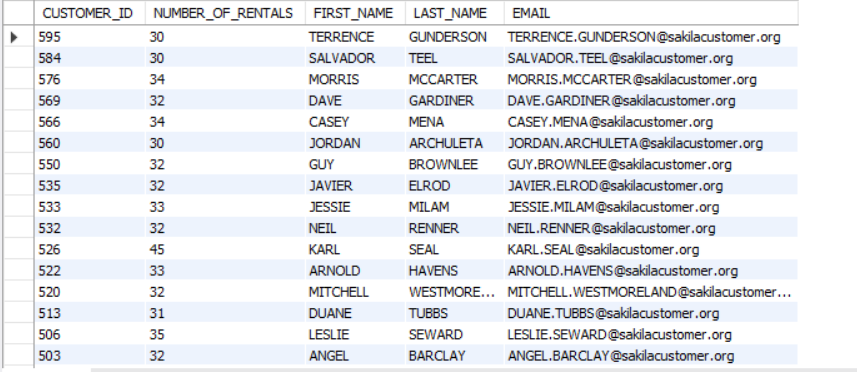 CUSTOMER_ID NUMBER_OF_RENTALS FIRST_NAME LAST_NAME EMAIL
595 30 TERRENCE GUNDERSON TERRENCE.GUNDERSON@sakilacustomer.org
584 30 SALVADOR TEEL SALVADOR.TEEL@sakilacustomer.org
576 34 MORRIS MCCARTER MORRIS.MCCARTER@sakilacustomer.org
569 32 DAVE GARDINER DAVE.GARDINER@sakilacustomer.org
566 34 CASEY MENA CASEY.MENA@sakilacustomer.org
560 30 JORDAN ARCHULETA JORDAN.ARCHULETA@sakilacustomer.org
550 32 GUY BROWNLEE GUY.BROWNLEE@sakilacustomer.org
535 32 JAVIER ELROD JAVIER.ELROD@sakilacustomer.org
533 33 JESSIE MILAM JESSIE.MILAM@sakilacustomer.org
532 32 NEIL RENNER NEIL.RENNER@sakilacustomer.org
526 45 KARL SEAL KARL.SEAL@sakilacustomer.org
522 33 ARNOLD HAVENS ARNOLD.HAVENS@sakilacustomer.org
520 32 MITCHELL WESTMORE... MITCHELL.WESTMORELAND@sakilacustomer...
513 31 DUANE TUBBS DUANE.TUBBS@sakilacustomer.org
506 35 LESLIE SEWARD LESLIE.SEWARD@sakilacustomer.org
503 32 ANGEL BARCLAY ANGEL.BARCLAY@sakilacustomer.org